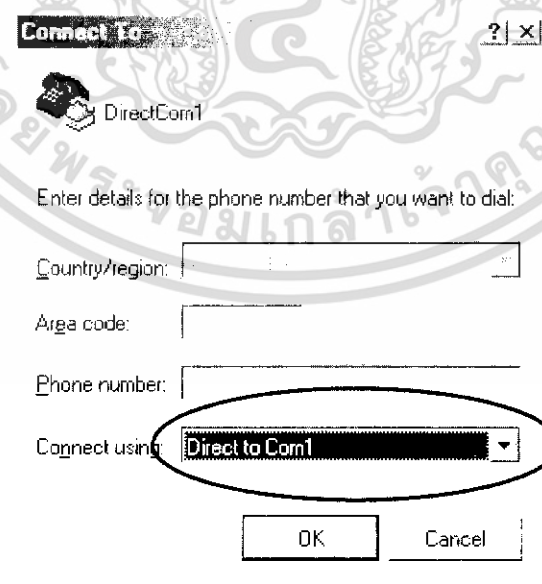 Connect To
DirectCom1
Enter details for the phone number that you want to dial:
Country/region:
Area code:
Phone number:
Connect using: Direct to Com1
OK Cancel